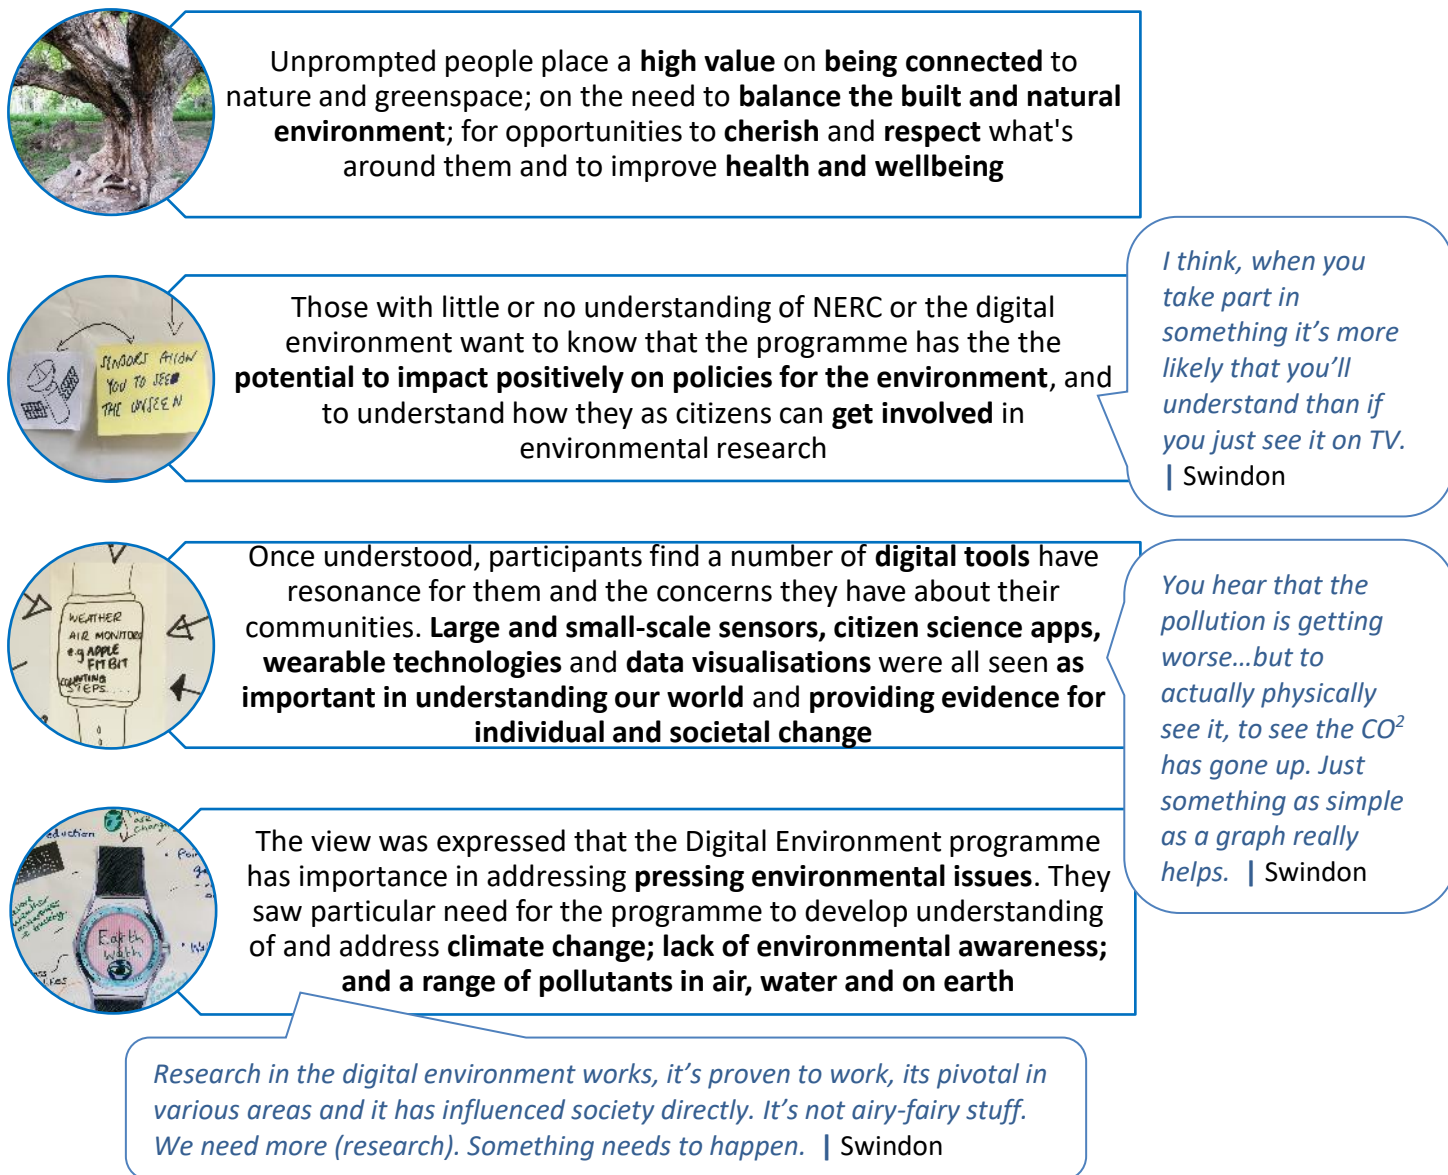 Unprompted people place a high value on being connected to
nature and greenspace; on the need to balance the built and natural
environment; for opportunities to cherish and respect what's
around them and to improve health and wellbeing
SENSORS ALLOW
YOU TO SEE
THE UNSEEN
Those with little or no understanding of NERC or the digital
environment want to know that the programme has the the
potential to impact positively on policies for the environment, and
to understand how they as citizens can get involved in
environmental research
I think, when you
take part in
something it’s more
likely that you’ll
understand than if
you just see it on TV.
| Swindon
WEATHER
AIR MONITORS
e.g APPLE
FITBIT
COUNTING
STEPS....
Once understood, participants find a number of digital tools have
resonance for them and the concerns they have about their
communities. Large and small-scale sensors, citizen science apps,
wearable technologies and data visualisations were all seen as
important in understanding our world and providing evidence for
individual and societal change
You hear that the
pollution is getting
worse…but to
actually physically
see it, to see the CO²
has gone up. Just
something as simple
as a graph really
helps. | Swindon
Earth
The view was expressed that the Digital Environment programme
has importance in addressing pressing environmental issues. They
saw particular need for the programme to develop understanding
of and address climate change; lack of environmental awareness;
and a range of pollutants in air, water and on earth
Research in the digital environment works, it’s proven to work, its pivotal in
various areas and it has influenced society directly. It’s not airy-fairy stuff.
We need more (research). Something needs to happen. | Swindon